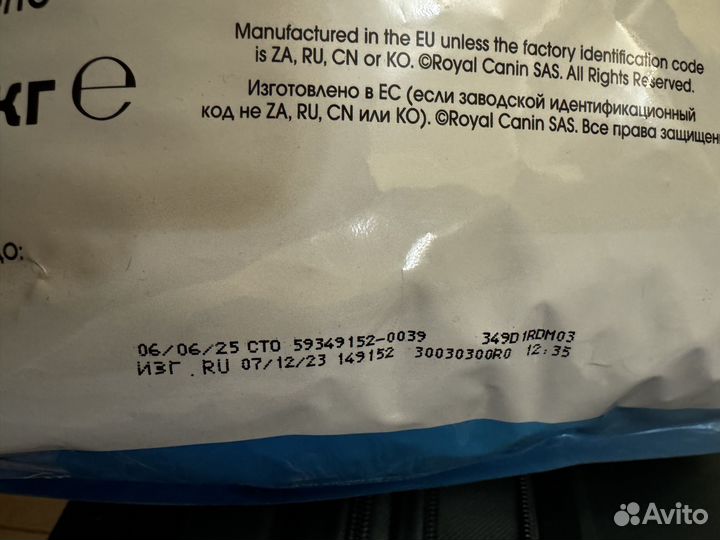 Manufactured in the EU unless the factory identification code
is ZA, RU, CN or KO. ©Royal Canin SAS. All Rights Reserved.
кг ℮
Изготовлено в ЕС (если заводской идентификационный
код не ZA, RU, CN или KO). ©Royal Canin SAS. Все права защищен
до:
06/06/25 СТО 59349152-0039 349D1RDM03
ИЗГ. RU 07/12/23 149152 30030300R0 12:35
Avito